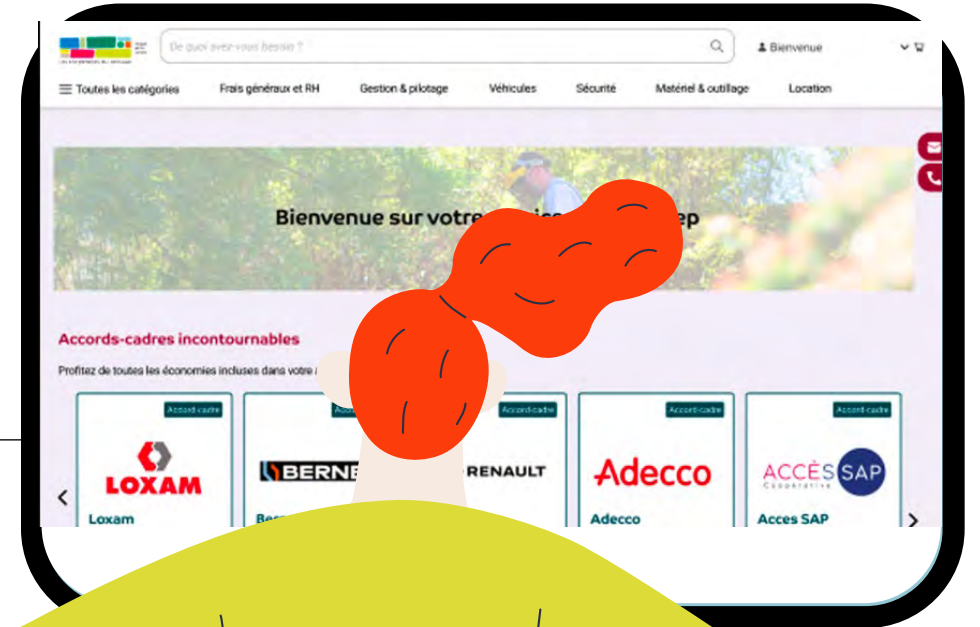 De quoi avez-vous besoin ?
Bienvenue
Toutes les catégories Frais généraux et RH Gestion & pilotage Véhicules Sécurité Matériel & outillage Location
Bienvenue sur votre
Accords-cadres incontournables
Profitez de toutes les économies incluses dans votre
Accord-cadre Accord-cadre Accord-cadre Accord-cadre
LOXAM BERNE RENAULT Adecco ACCÈS SAP
Coopérative
Loxam Adecco Acces SAP